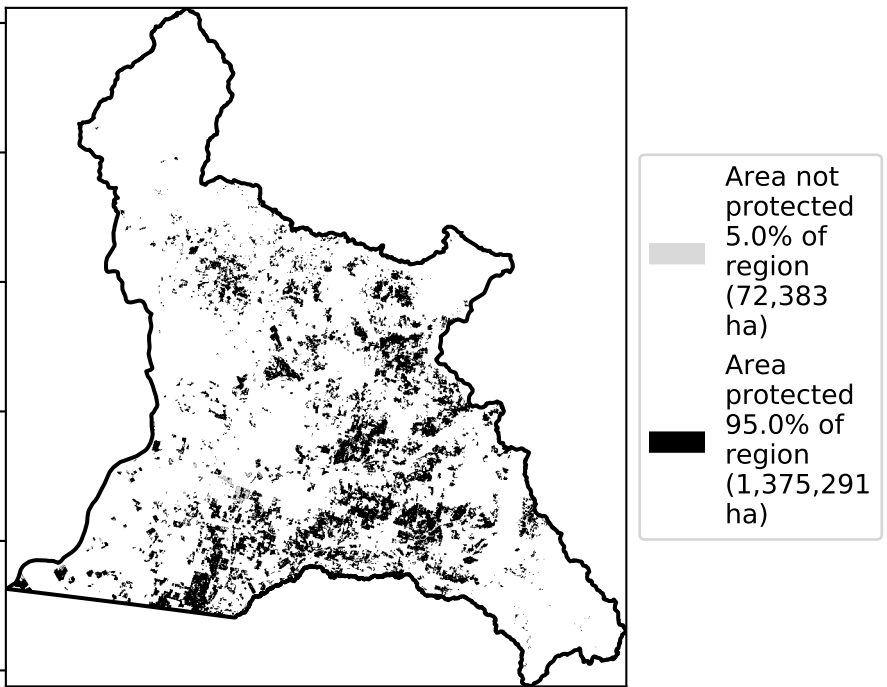 Area not
protected
5.0% of
region
(72,383
ha)
Area
protected
95.0% of
region
(1,375,291
ha)